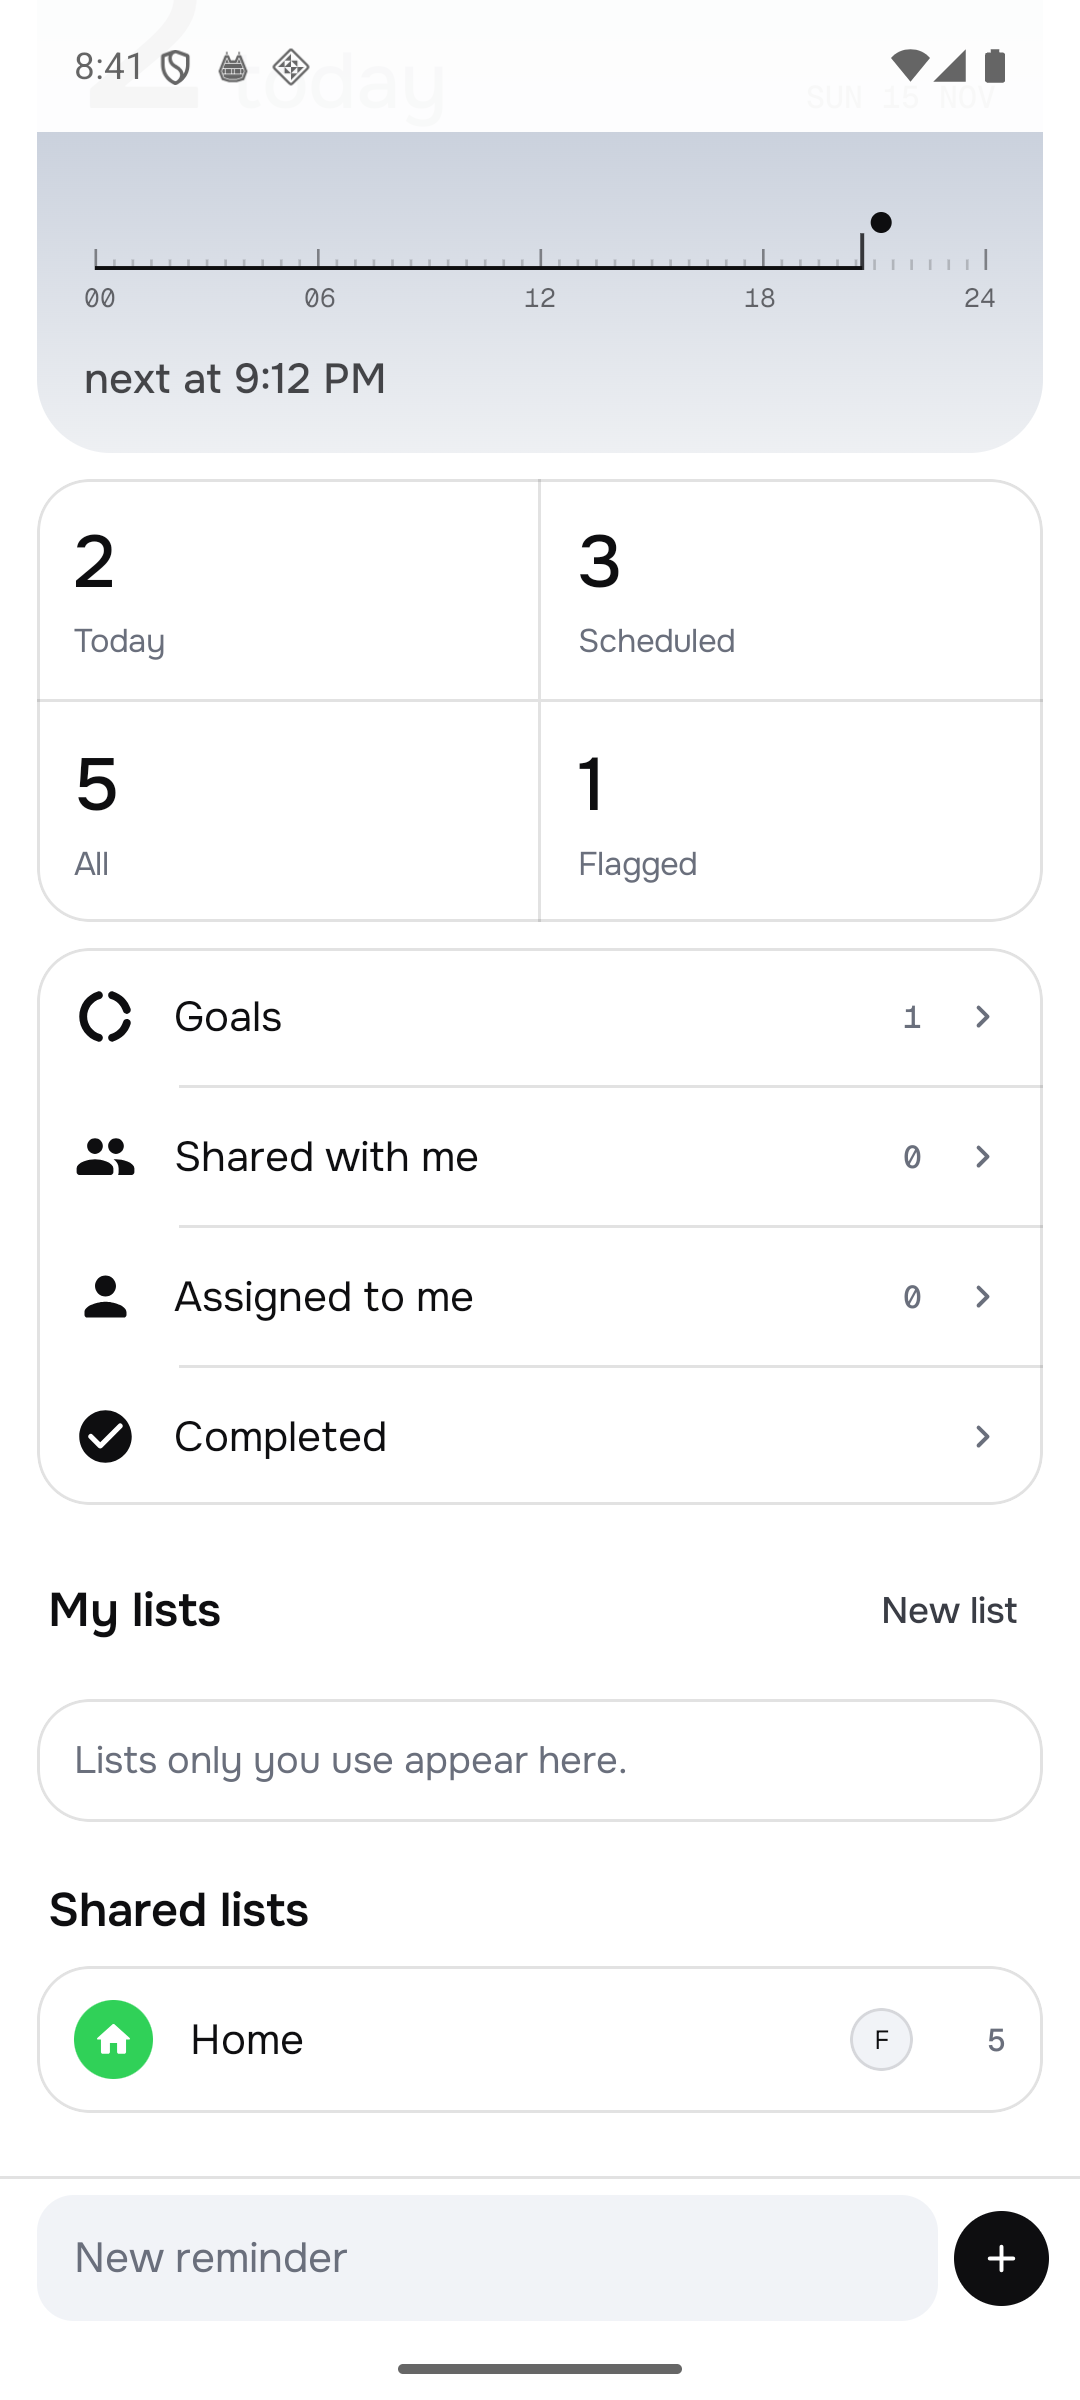 2 today
8:41
SUN 15 NOV
00 06 12 18 24
next at 9:12 PM
2
Today
3
Scheduled
5
All
1
Flagged
Goals 1
Shared with me 0
Assigned to me 0
Completed
My lists
New list
Lists only you use appear here.
Shared lists
Home F 5
New reminder